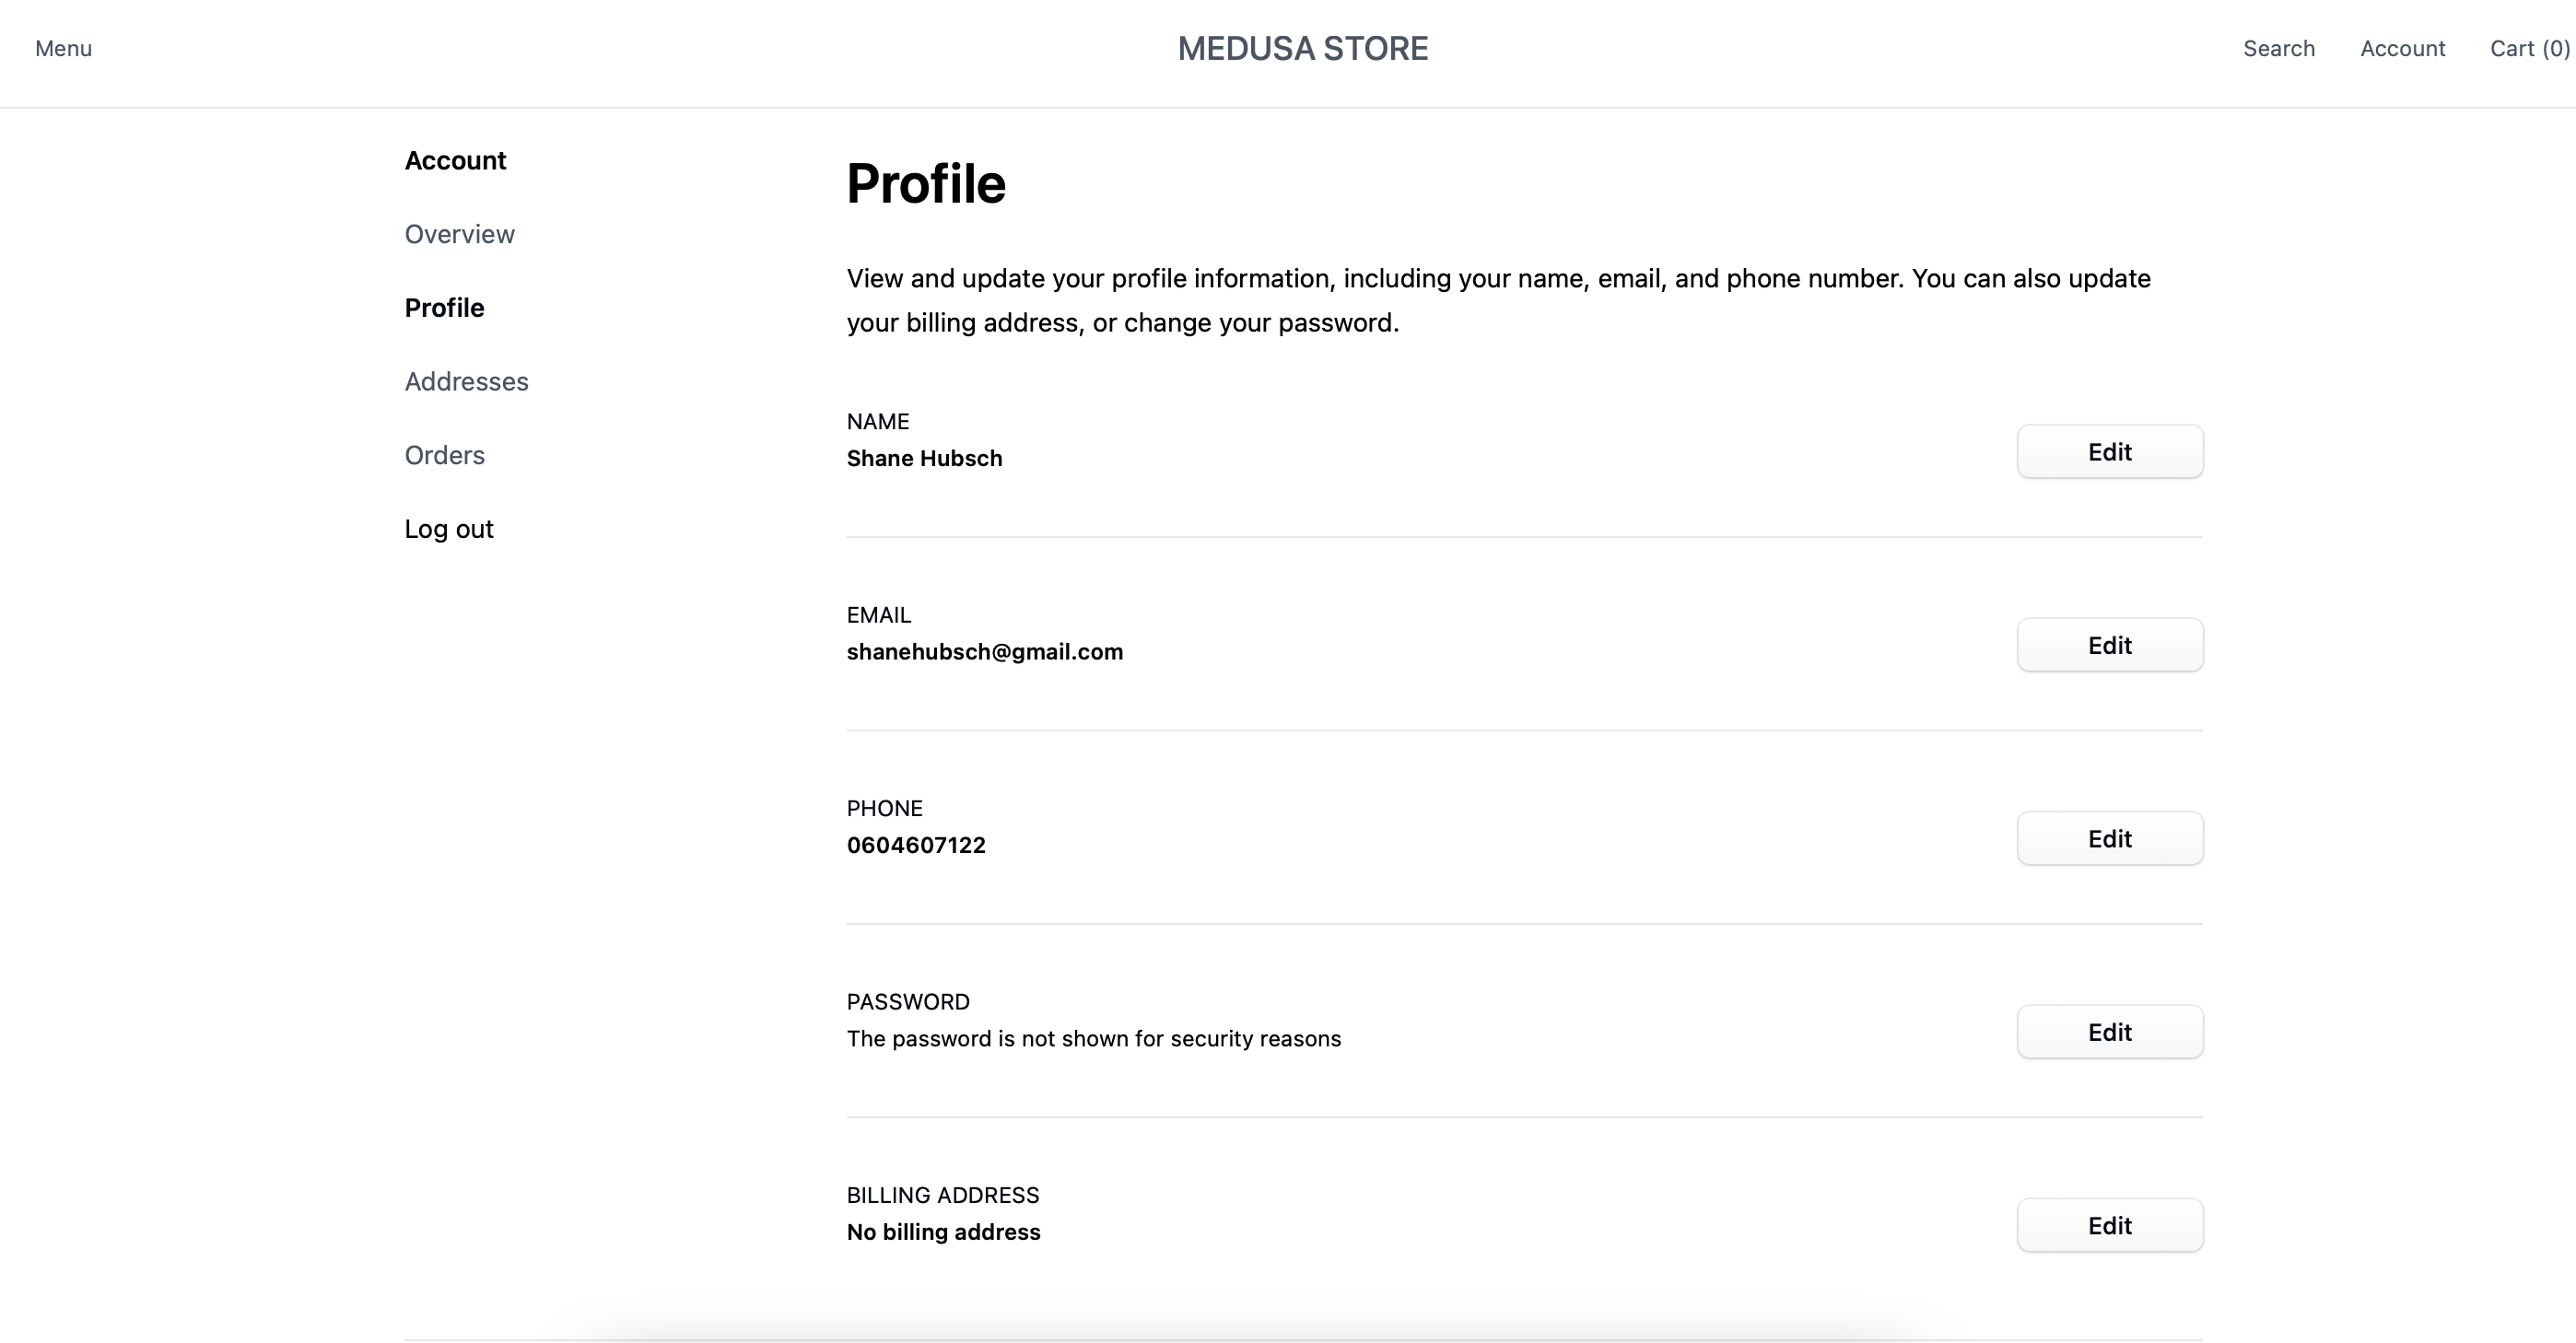 Menu
MEDUSA STORE
Search
Account
Cart (0)
Account
Overview
Profile
Addresses
Orders
Log out
Profile
View and update your profile information, including your name, email, and phone number. You can also update
your billing address, or change your password.
NAME
Shane Hubsch
Edit
EMAIL
shanehubsch@gmail.com
Edit
PHONE
0604607122
Edit
PASSWORD
The password is not shown for security reasons
Edit
BILLING ADDRESS
No billing address
Edit